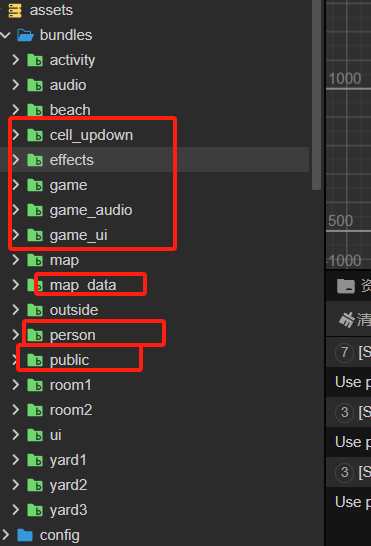 assets
bundles
activity
audio
beach
cell_updown
effects
game
game_audio
game_ui
map
map_data
outside
person
public
room1
room2
ui
yard1
yard2
yard3
config
1000
500
-1000
资
清
7 [S
Use p
3 [S
Use p
3 [S
Use p